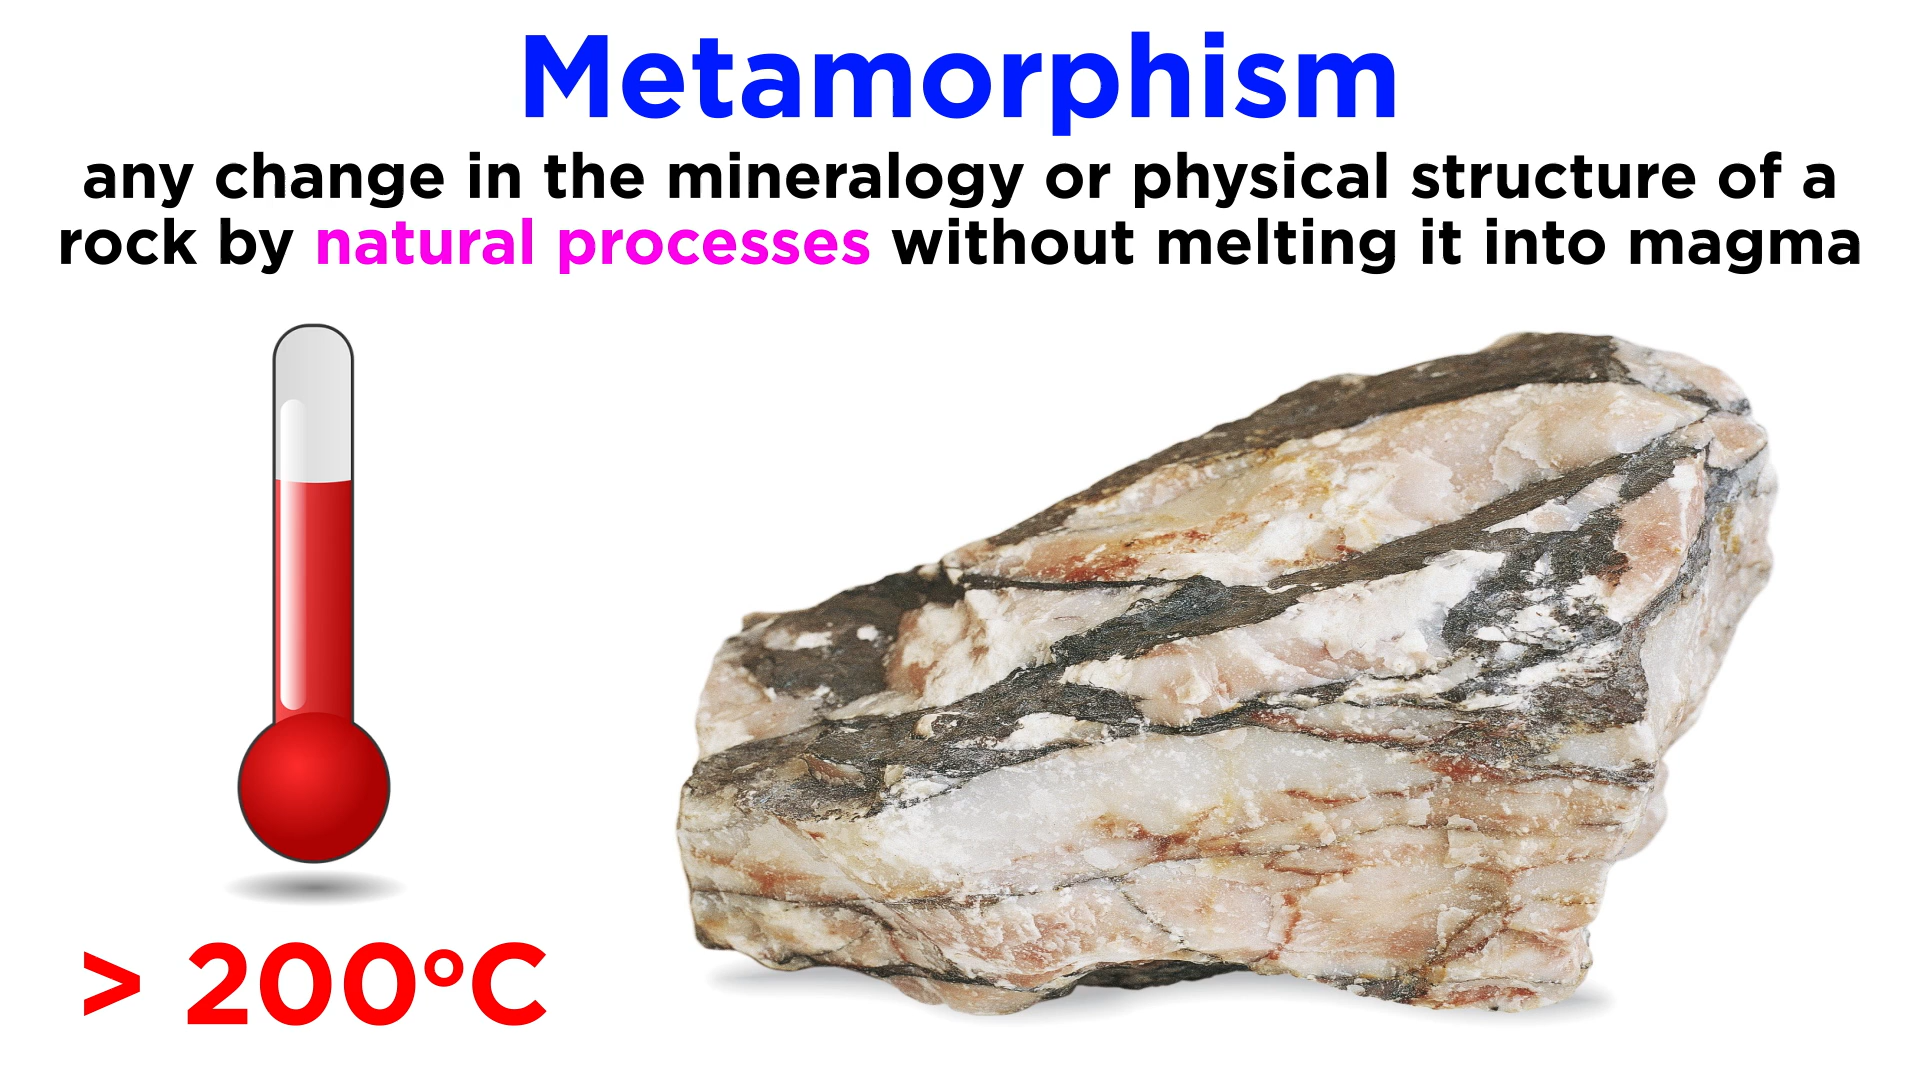 Metamorphism
any change in the mineralogy or physical structure of a
rock by natural processes without melting it into magma
> 200°C